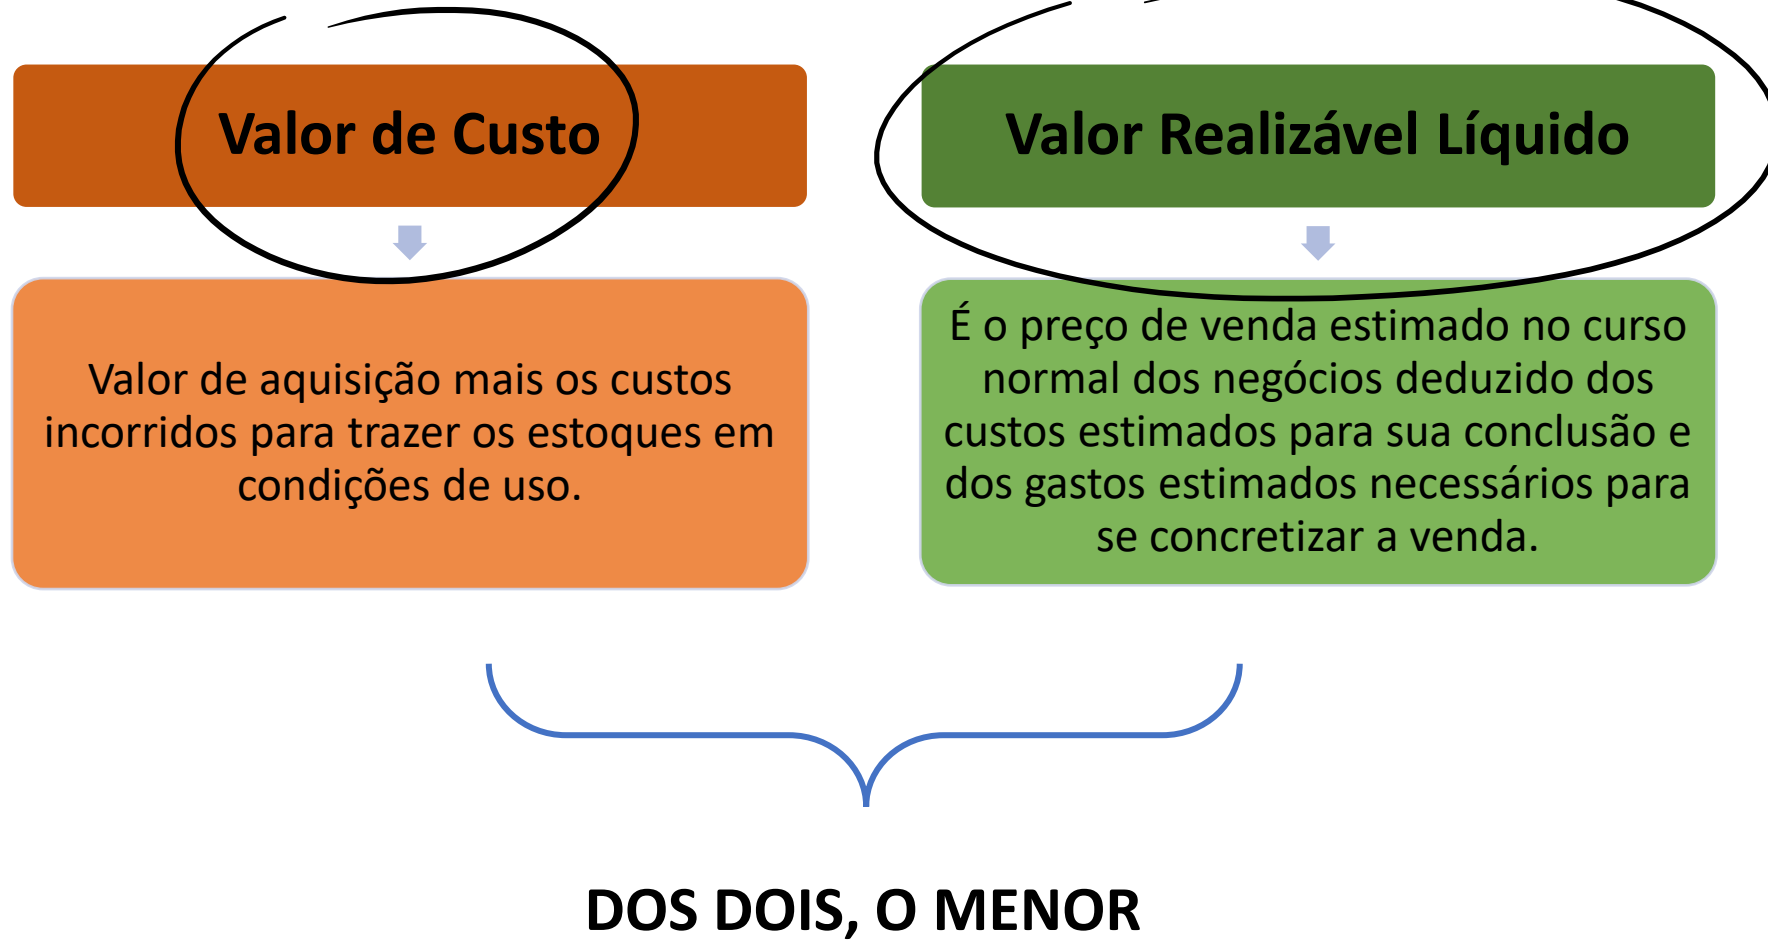 Valor de Custo
Valor de aquisição mais os custos
incorridos para trazer os estoques em
condições de uso.
Valor Realizável Líquido
É o preço de venda estimado no curso
normal dos negócios deduzido dos
custos estimados para sua conclusão e
dos gastos estimados necessários para
se concretizar a venda.
DOS DOIS, O MENOR